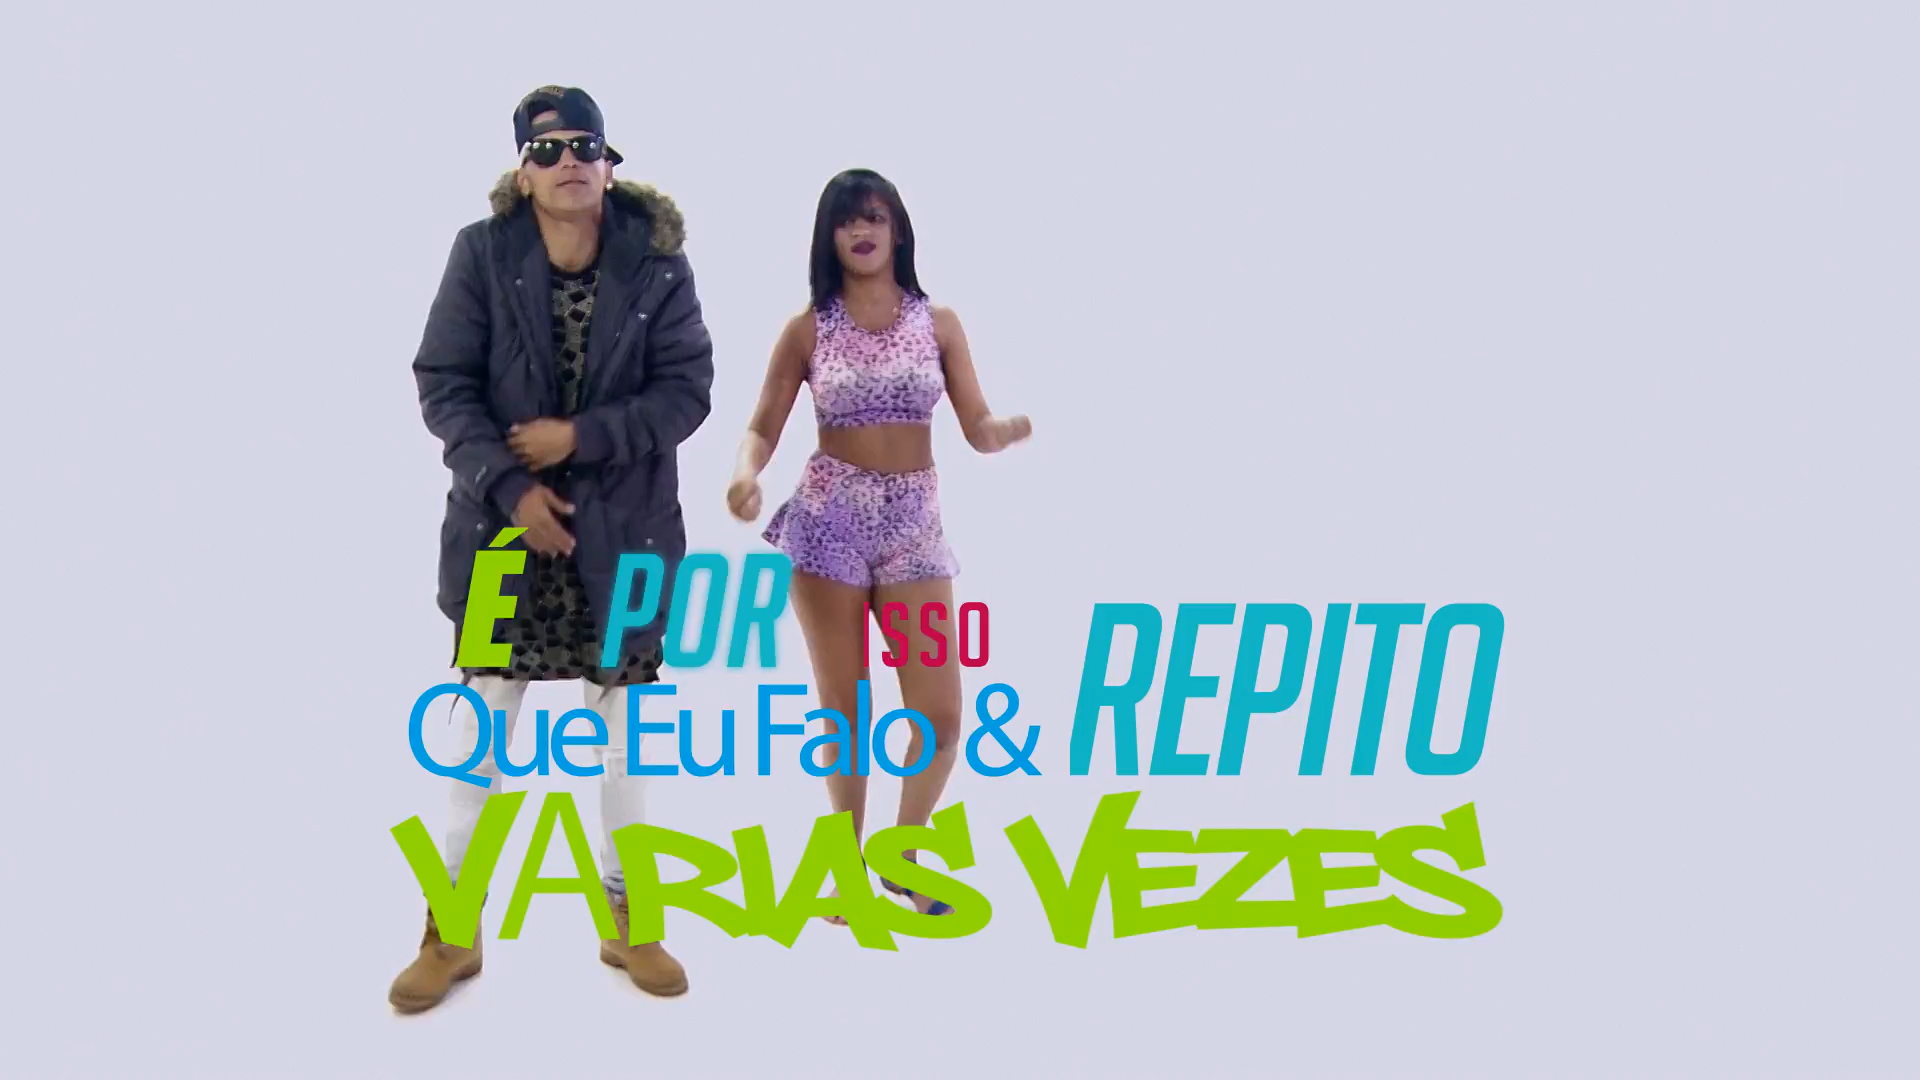 É POR ISSO
Que Eu Falo & REPITO
VARIAS VEZES